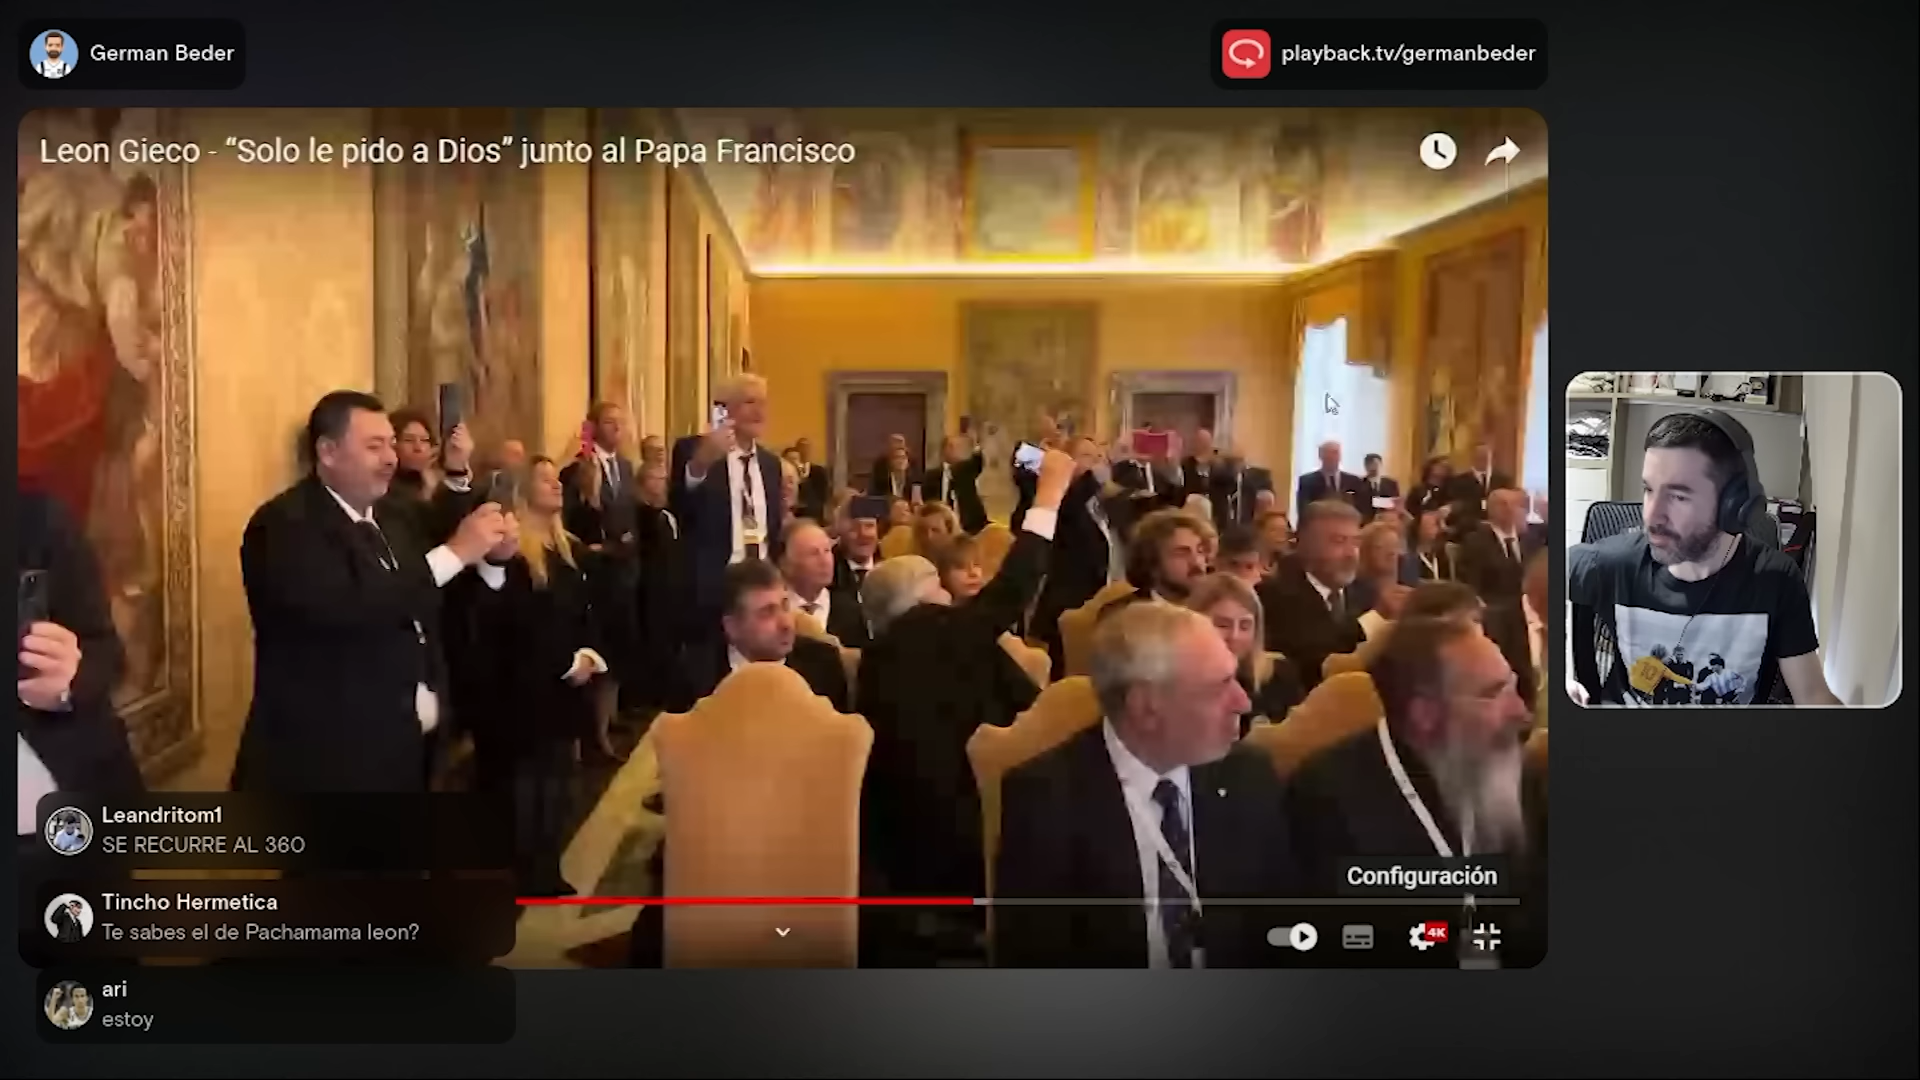 German Beder
playback.tv/germanbeder
Leon Gieco - “Solo le pido a Dios” junto al Papa Francisco
Leandritom1
SE RECURRE AL 360
Tincho Hermetica
Te sabes el de Pachamama leon?
ari
estoy
Configuración
4K
10